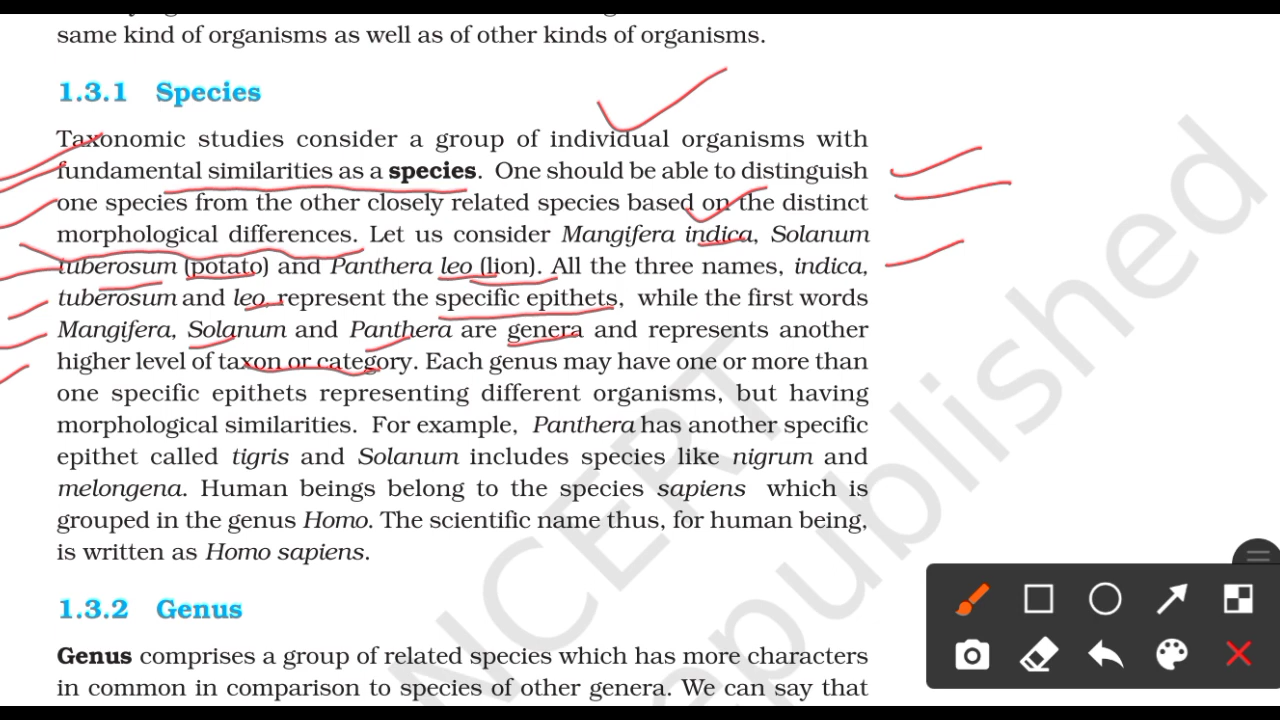 same kind of organisms as well as of other kinds of organisms.
1.3.1 Species
Taxonomic studies consider a group of individual organisms with
fundamental similarities as a species. One should be able to distinguish
one species from the other closely related species based on the distinct
morphological differences. Let us consider Mangifera indica, Solanum
tuberosum (potato) and Panthera leo (lion). All the three names, indica,
tuberosum and leo, represent the specific epithets, while the first words
Mangifera, Solanum and Panthera are genera and represents another
higher level of taxon or category. Each genus may have one or more than
one specific epithets representing different organisms, but having
morphological similarities. For example, Panthera has another specific
epithet called tigris and Solanum includes species like nigrum and
melongena. Human beings belong to the species sapiens which is
grouped in the genus Homo. The scientific name thus, for human being,
is written as Homo sapiens.
1.3.2 Genus
Genus comprises a group of related species which has more characters
in common in comparison to species of other genera. We can say that
NCERT
republished